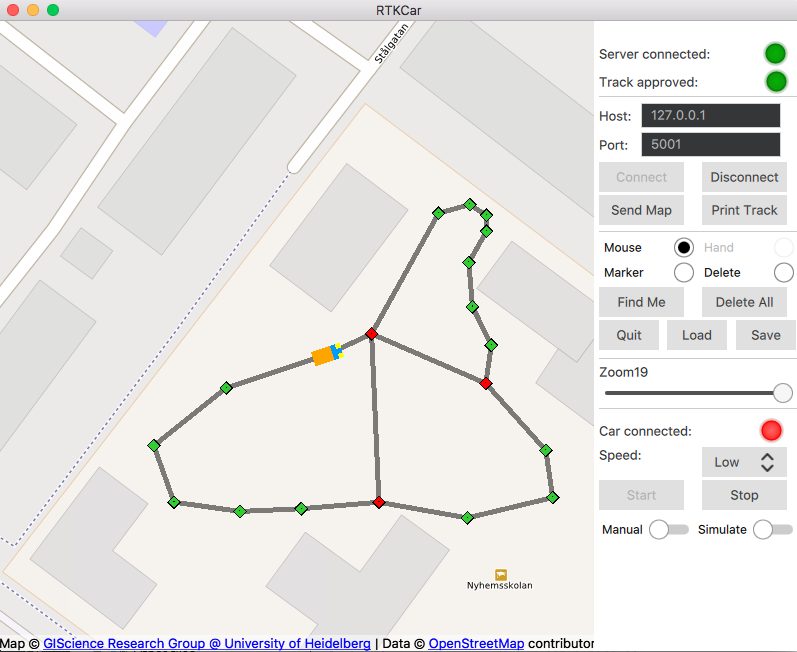 RTKCar
Stålgatan
Server connected:
Track approved:
Host: 127.0.0.1
Port: 5001
Connect Disconnect
Send Map Print Track
Mouse Hand
Marker Delete
Find Me Delete All
Quit Load Save
Zoom19
Car connected:
Speed: Low
Start Stop
Manual Simulate
Nyhemsskolan
Map © GIScience Research Group @ University of Heidelberg | Data © OpenStreetMap contributor